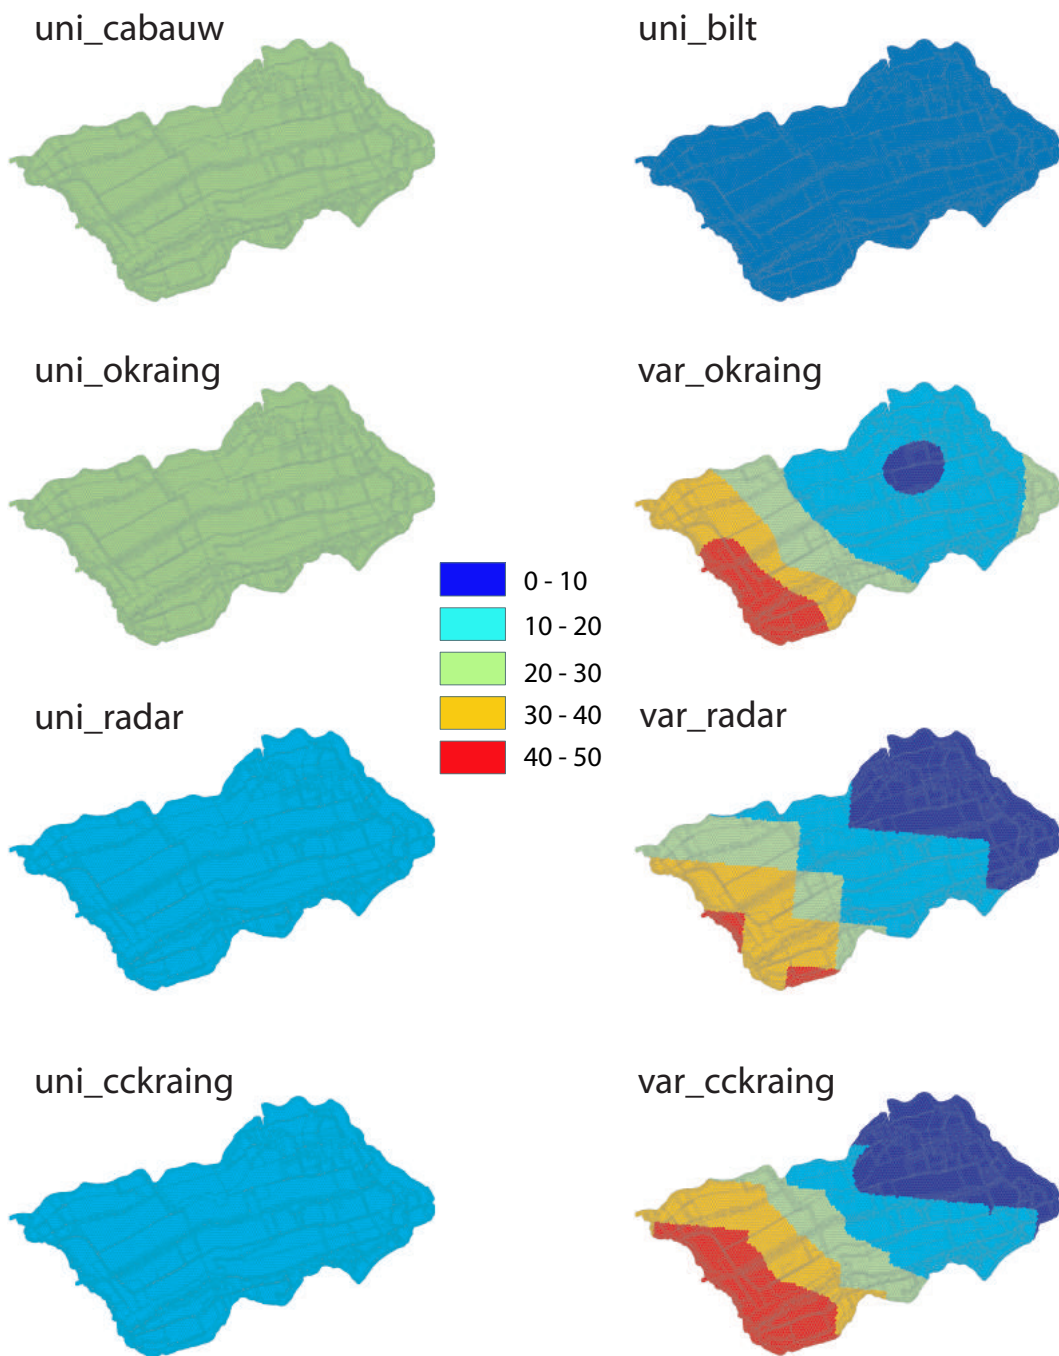 uni_cabauw
uni_bilt
uni_okraing
var_okraing
0 - 10
10 - 20
20 - 30
30 - 40
40 - 50
uni_radar
var_radar
uni_cckraing
var_cckraing